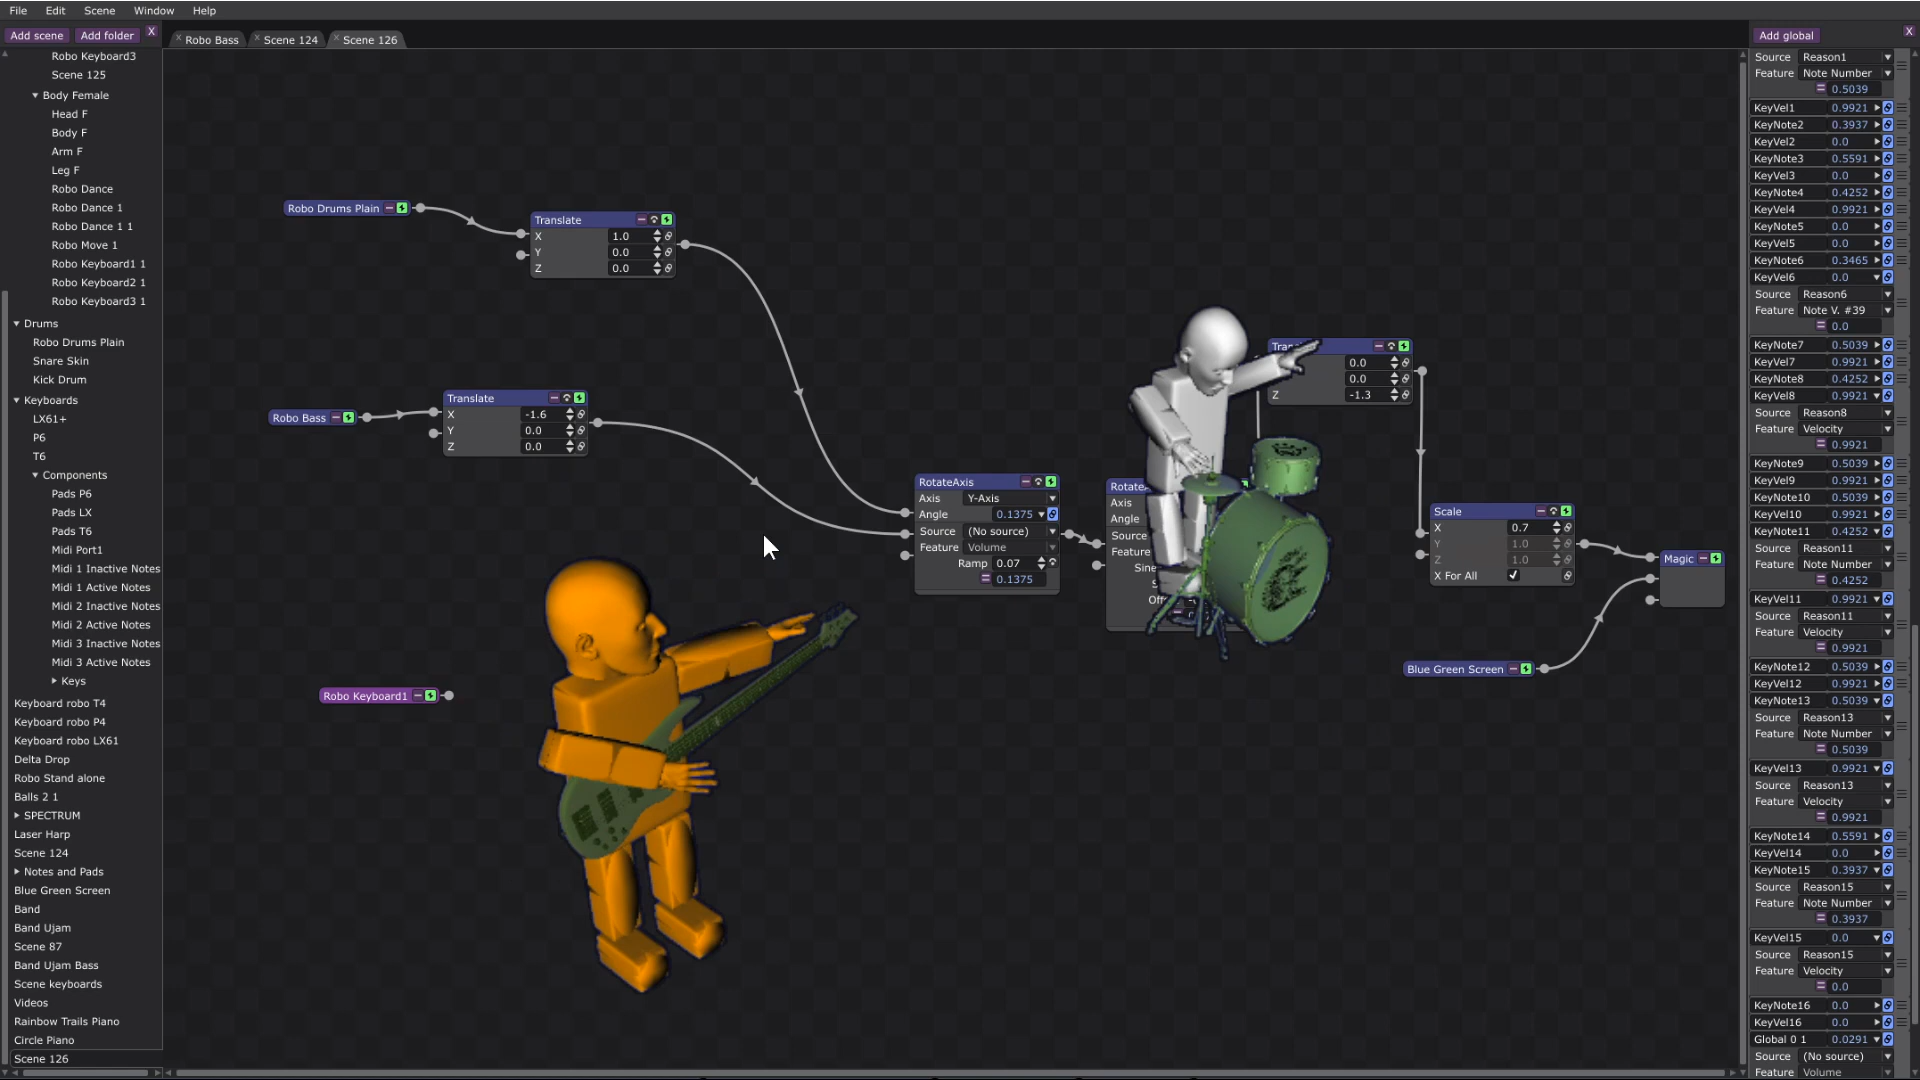 File Edit Scene Window Help
Add scene Add folder X
Robo Keyboard3
Scene 125
Body Female
Head F
Body F
Arm F
Leg F
Robo Dance
Robo Dance 1
Robo Dance 1 1
Robo Move 1
Robo Keyboard1 1
Robo Keyboard2 1
Robo Keyboard3 1
Drums
Robo Drums Plain
Snare Skin
Kick Drum
Keyboards
LX61+
P6
T6
Components
Pads P6
Pads LX
Pads T6
Midi Port1
Midi 1 Inactive Notes
Midi 1 Active Notes
Midi 2 Inactive Notes
Midi 2 Active Notes
Midi 3 Inactive Notes
Midi 3 Active Notes
Keys
Keyboard robo T4
Keyboard robo P4
Keyboard robo LX61
Delta Drop
Robo Stand alone
Balls 2 1
SPECTRUM
Laser Harp
Scene 124
Notes and Pads
Blue Green Screen
Band
Band Ujam
Scene 87
Band Ujam Bass
Scene keyboards
Videos
Rainbow Trails Piano
Circle Piano
Scene 126
Robo Bass Scene 124 Scene 126
Robo Drums Plain
Translate
X 1.0
Y 0.0
Z 0.0
Robo Bass
Translate
X -1.6
Y 0.0
Z 0.0
Robo Keyboard1
RotateAxis
Axis Y-Axis
Angle 0.1375
Source (No source)
Feature Volume
Ramp 0.07
= 0.1375
Axis
Angle
Source
Feature
0.0
0.0
Z -1.3
Scale
X 0.7
Y 1.0
Z 1.0
X For All
Magic
Blue Green Screen
Add global X
Source Reason1
Feature Note Number
= 0.5039
KeyVel1 0.9921
KeyNote2 0.3937
KeyVel2 0.0
KeyNote3 0.5591
KeyVel3 0.0
KeyNote4 0.4252
KeyVel4 0.9921
KeyNote5 0.0
KeyVel5 0.0
KeyNote6 0.3465
KeyVel6 0.0
Source Reason6
Feature Note V. #39
= 0.0
KeyNote7 0.5039
KeyVel7 0.9921
KeyNote8 0.4252
KeyVel8 0.9921
Source Reason8
Feature Velocity
= 0.9921
KeyNote9 0.5039
KeyVel9 0.9921
KeyNote10 0.5039
KeyVel10 0.9921
KeyNote11 0.4252
Source Reason11
Feature Note Number
= 0.4252
KeyVel11 0.9921
Source Reason11
Feature Velocity
= 0.9921
KeyNote12 0.5039
KeyVel12 0.9921
KeyNote13 0.5039
Source Reason13
Feature Note Number
= 0.5039
KeyVel13 0.9921
Source Reason13
Feature Velocity
= 0.9921
KeyNote14 0.5591
KeyVel14 0.0
KeyNote15 0.3937
Source Reason15
Feature Note Number
= 0.3937
KeyVel15 0.0
Source Reason15
Feature Velocity
= 0.0
KeyNote16 0.0
KeyVel16 0.0
Global 0 1 0.0291
Source (No source)
Feature Volume